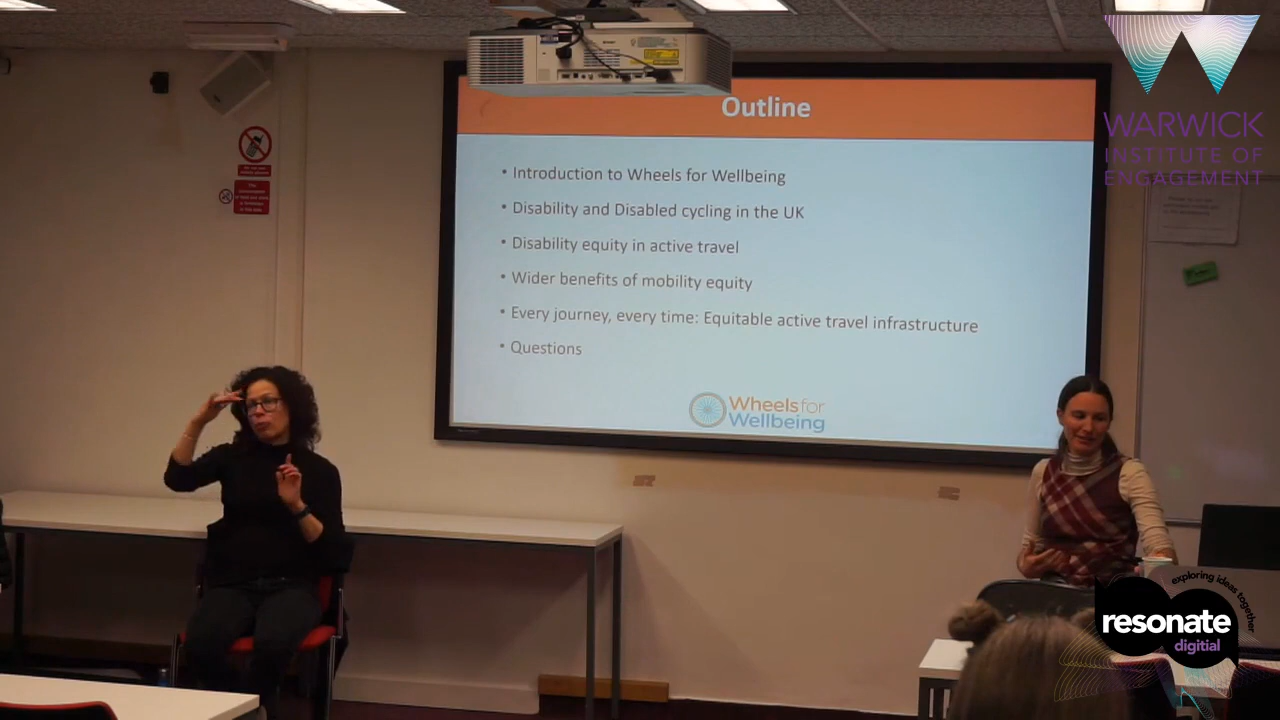 Outline
• Introduction to Wheels for Wellbeing
• Disability and Disabled cycling in the UK
• Disability equity in active travel
• Wider benefits of mobility equity
• Every journey, every time: Equitable active travel infrastructure
• Questions
Wheels for
Wellbeing
WARWICK
INSTITUTE OF
ENGAGEMENT
exploring ideas together
resonate
digitial